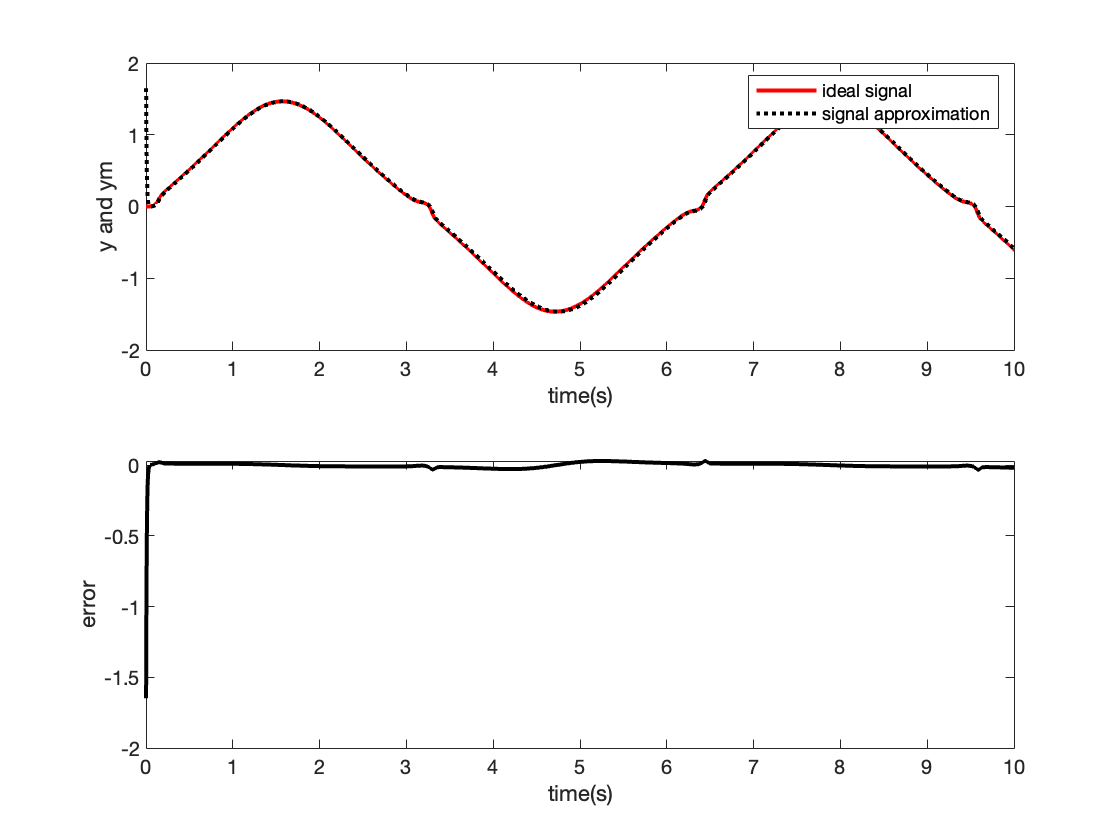 2
1
0
-1
-2
y and ym
ideal signal
signal approximation
0 1 2 3 4 5 6 7 8 9 10
time(s)
0
-0.5
-1
-1.5
-2
error
0 1 2 3 4 5 6 7 8 9 10
time(s)